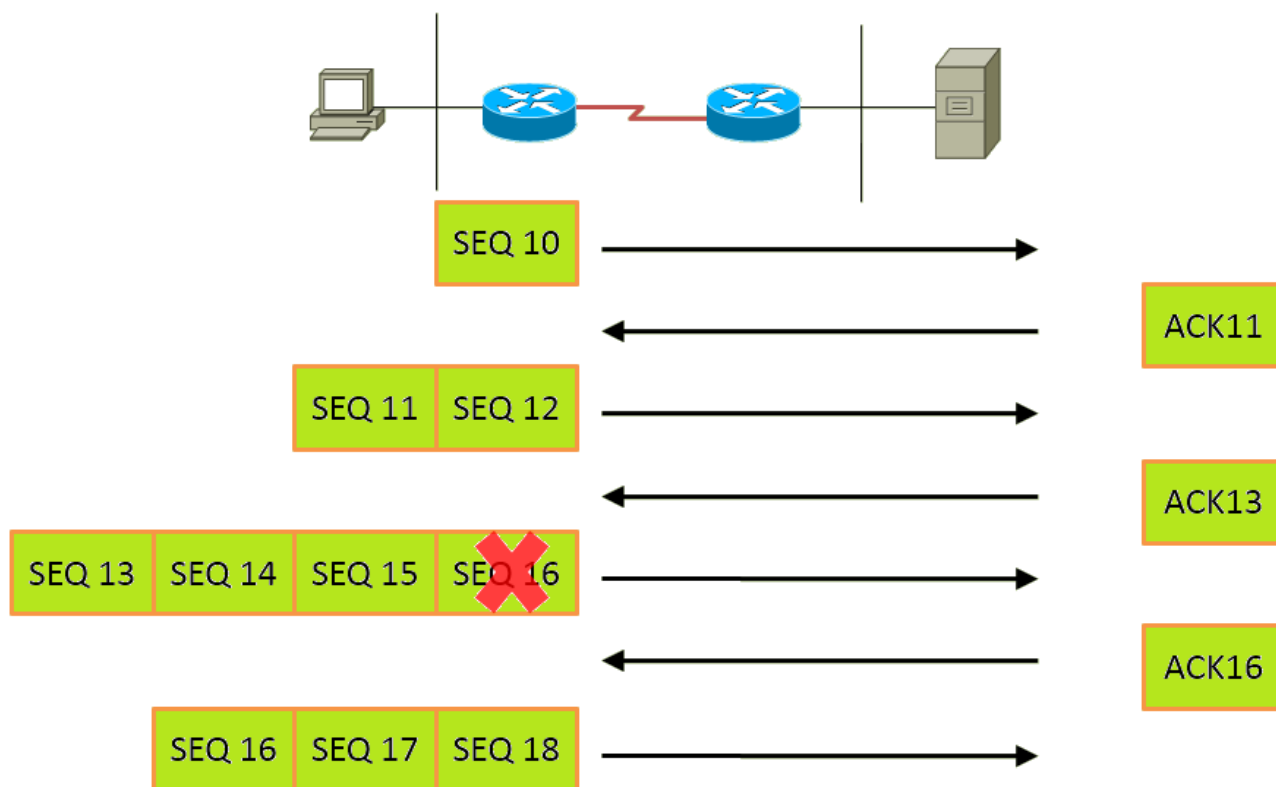 SEQ 10
ACK11
SEQ 11 SEQ 12
ACK13
SEQ 13 SEQ 14 SEQ 15 SEQ 16
ACK16
SEQ 16 SEQ 17 SEQ 18